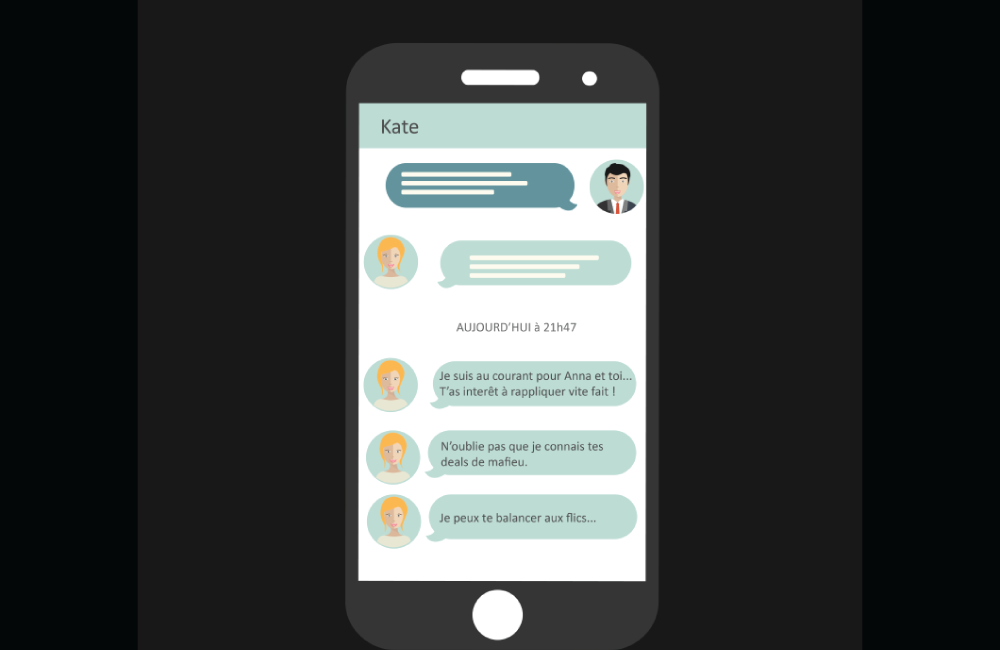 Kate
AUJOURD'HUI à 21h47
Je suis au courant pour Anna et toi...
T'as interêt à rappliquer vite fait !
N'oublie pas que je connais tes
deals de mafieu.
Je peux te balancer aux flics...